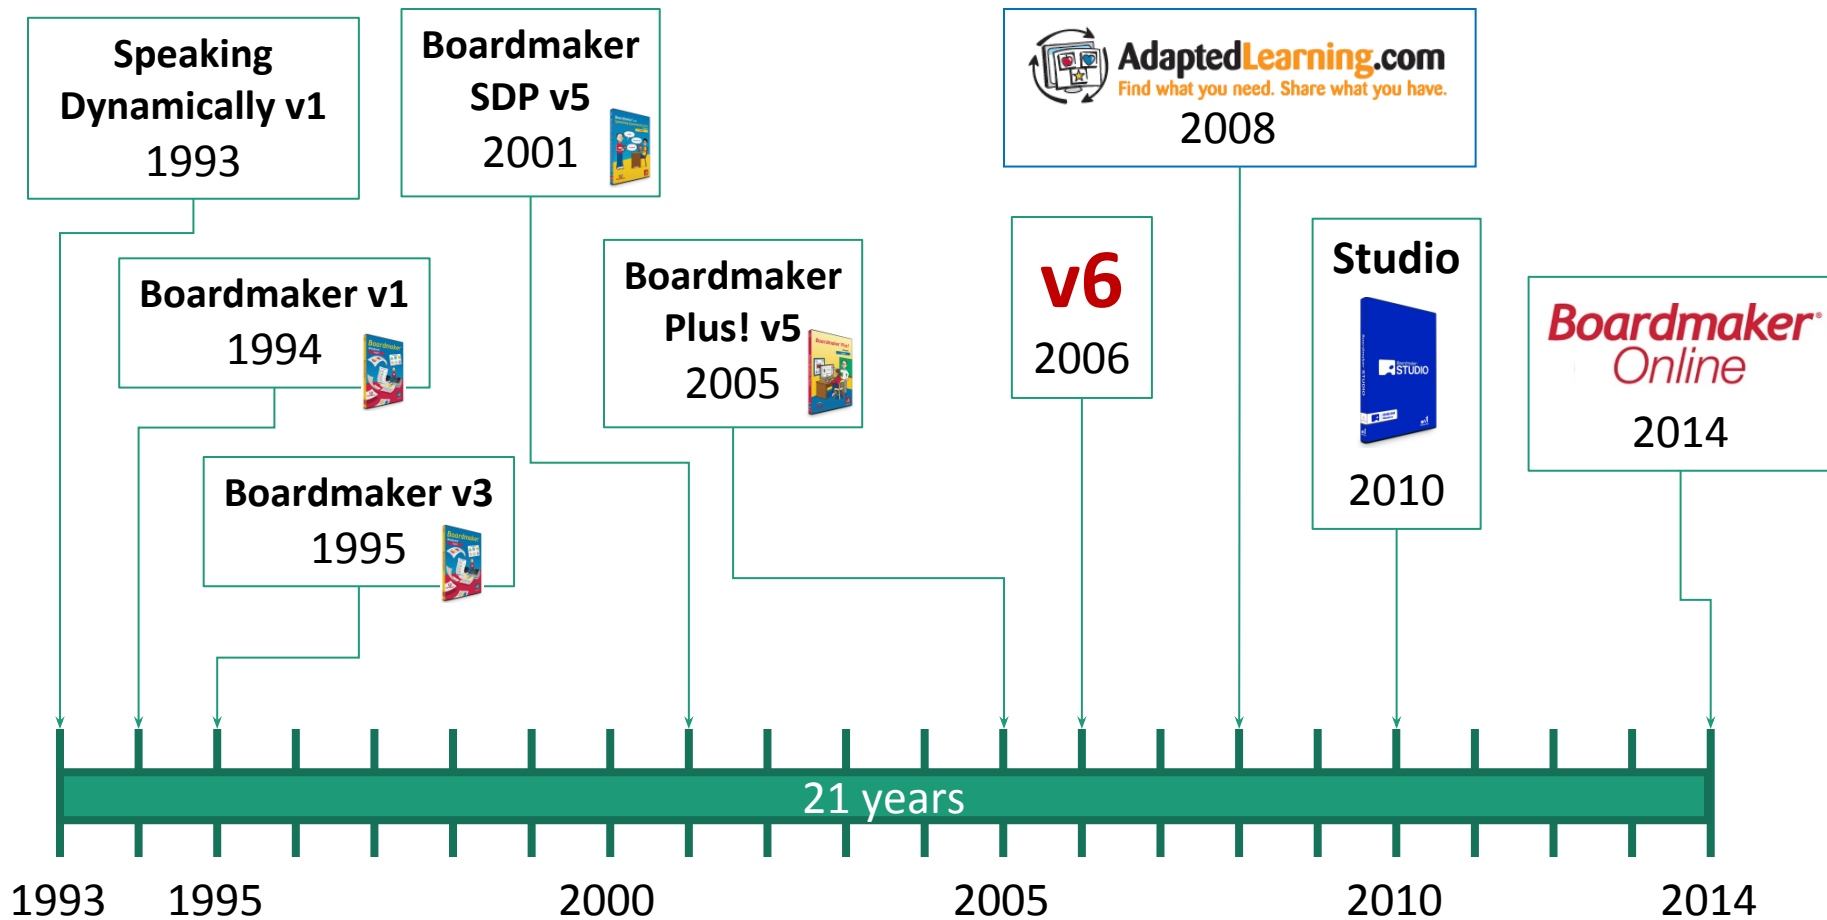 Speaking
Dynamically v1
1993
Boardmaker
SDP v5
2001
AdaptedLearning.com
Find what you need. Share what you have.
2008
Boardmaker v1
1994
Boardmaker
Plus! v5
2005
v6
2006
Studio
STUDIO
2010
Boardmaker®
Online
2014
Boardmaker v3
1995
21 years
1993
1995
2000
2005
2010
2014